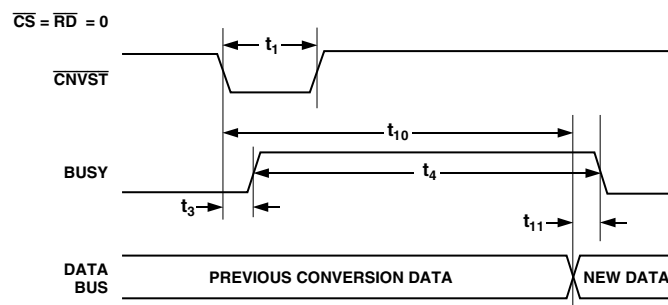 CS = RD = 0
t1
CNVST
t10
BUSY
t4
t3
t11
DATA BUS
PREVIOUS CONVERSION DATA
NEW DATA